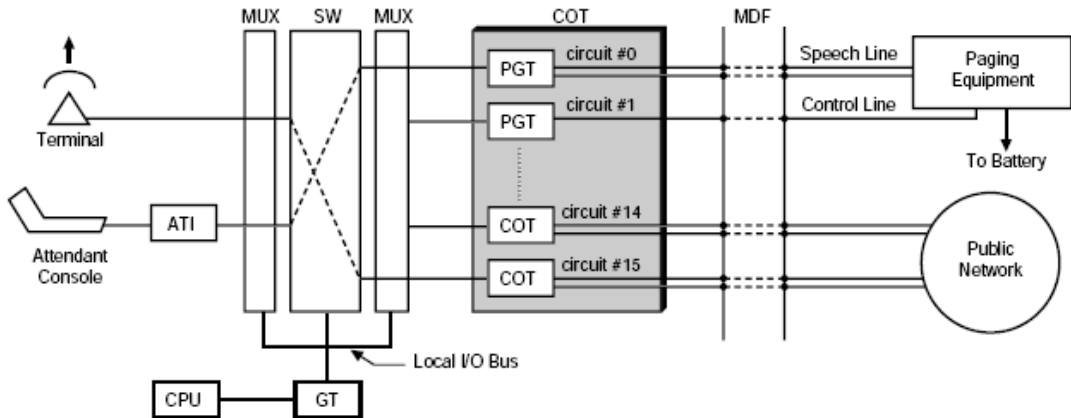 MUX
SW
MUX
COT
MDF
PGT
circuit #0
Speech Line
Paging
Equipment
PGT
circuit #1
Control Line
Terminal
To Battery
COT
circuit #14
ATI
Attendant
Console
COT
circuit #15
Public
Network
Local I/O Bus
CPU
GT